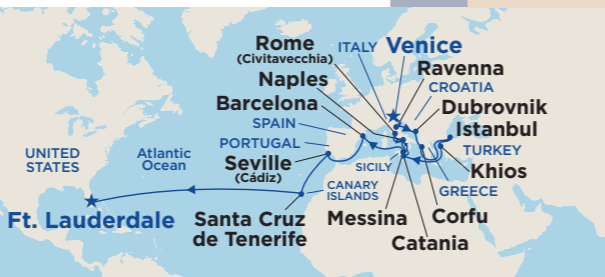 Rome
(Civitavecchia)
ITALY
Venice
Naples
Ravenna
CROATIA
Barcelona
Dubrovnik
SPAIN
Istanbul
PORTUGAL
TURKEY
UNITED
STATES
Atlantic
Ocean
Seville
(Cádiz)
SICILY
Khios
CANARY
ISLANDS
GREECE
Ft. Lauderdale
Santa Cruz
de Tenerife
Messina
Corfu
Catania